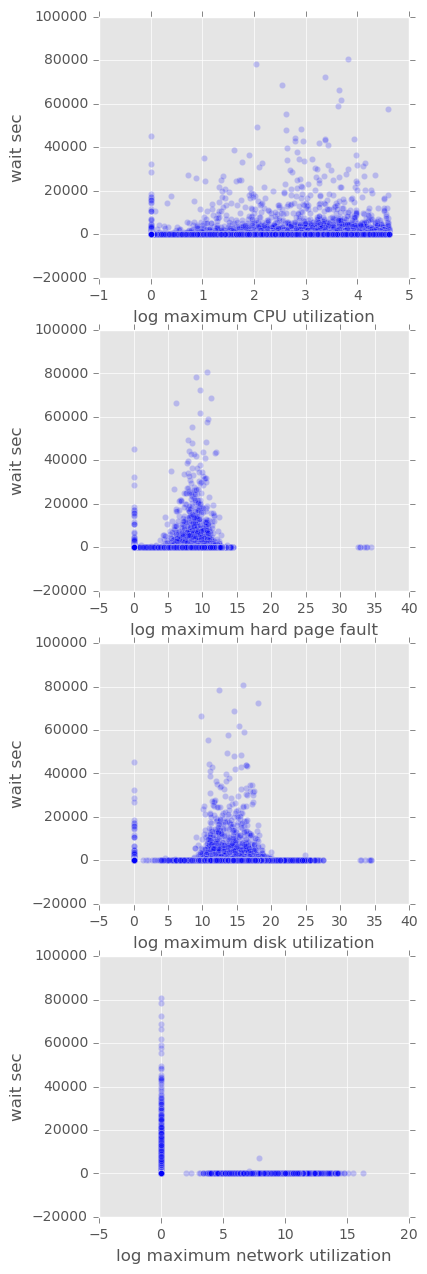 100000
80000
60000
40000
20000
0
−20000
wait sec
−1 0 1 2 3 4 5
log maximum CPU utilization
100000
80000
60000
40000
20000
0
−20000
wait sec
−5 0 5 10 15 20 25 30 35 40
log maximum hard page fault
100000
80000
60000
40000
20000
0
−20000
wait sec
−5 0 5 10 15 20 25 30 35 40
log maximum disk utilization
100000
80000
60000
40000
20000
0
−20000
wait sec
−5 0 5 10 15 20
log maximum network utilization